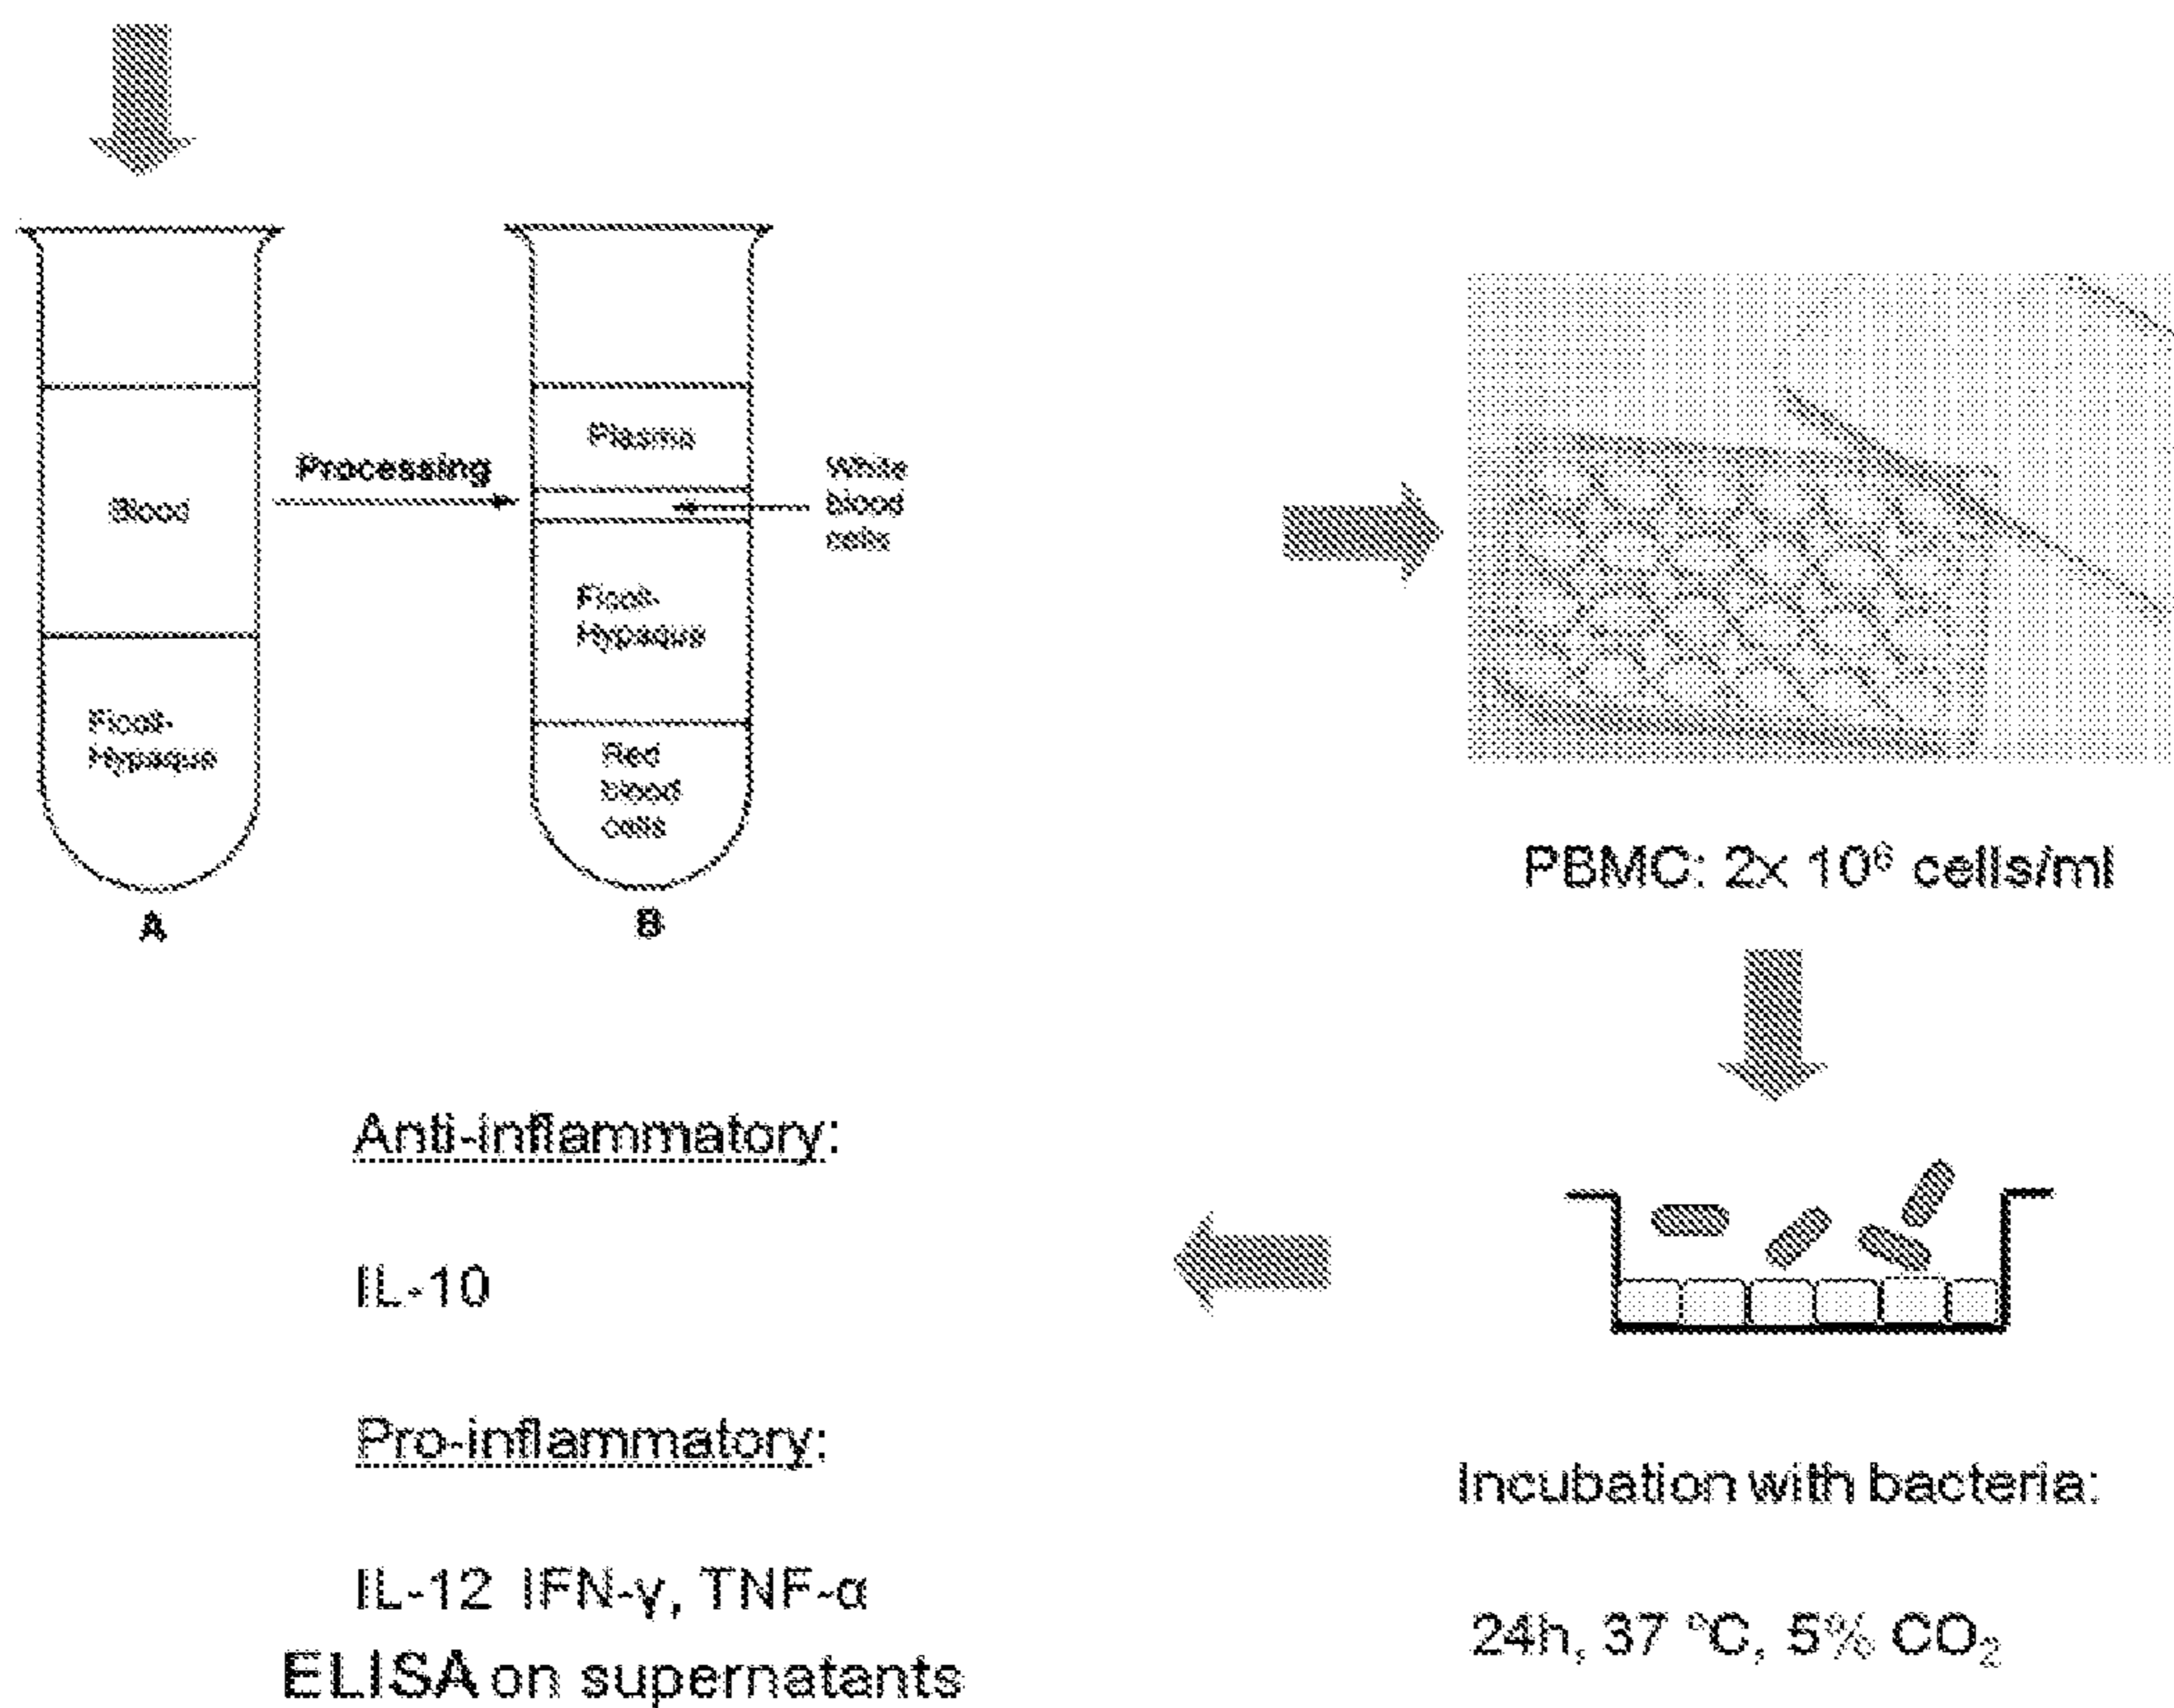 Blood
Ficoll-
Hypaque
A
Processing
Plasma
White
blood
cells
Ficoll-
Hypaque
Red
blood
cells
B
PBMC: 2x 10⁶ cells/ml
Incubation with bacteria:
24h, 37 ºC, 5% CO₂
Anti-inflammatory:
IL-10
Pro-inflammatory:
IL-12 IFN-γ, TNF-α
ELISA on supernatants